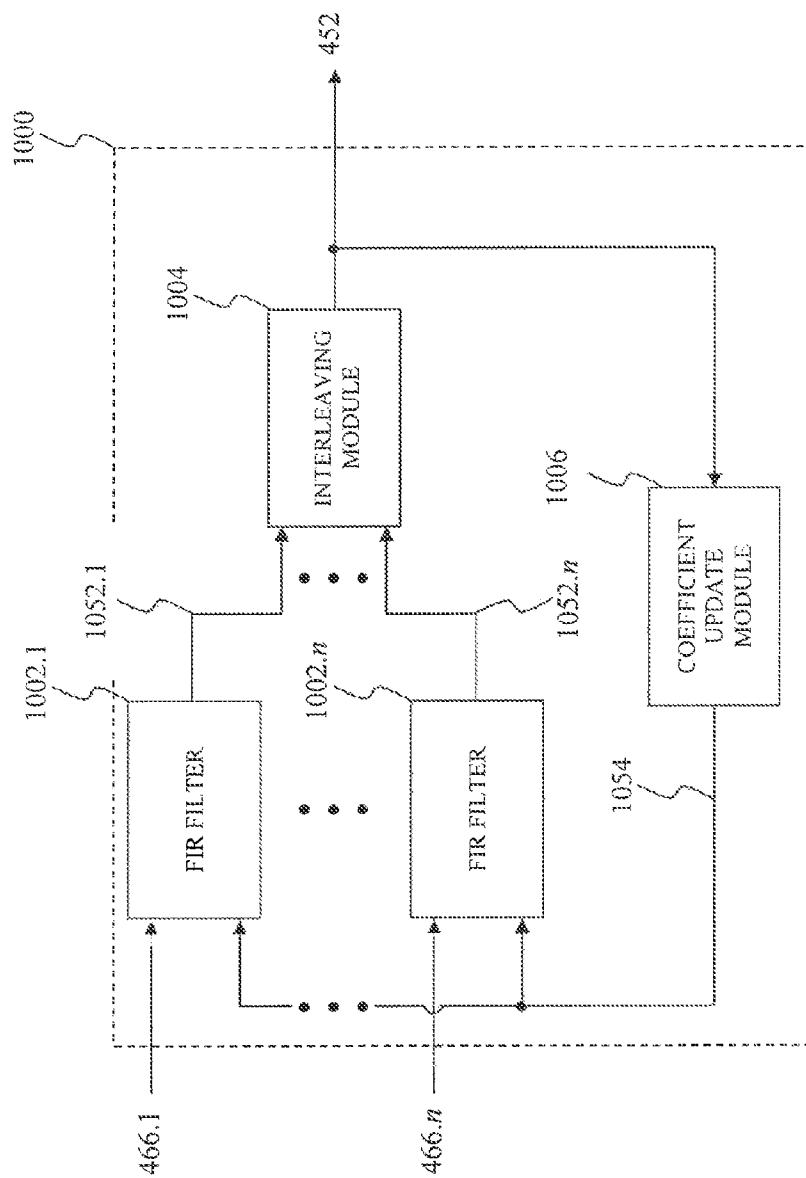 1000
452
1004
1052.1
1002.1
INTERLEAVING
MODULE
FIR FILTER
466.1
1052.n
1002.n
FIR FILTER
466.n
1006
COEFFICIENT
UPDATE
MODULE
1054